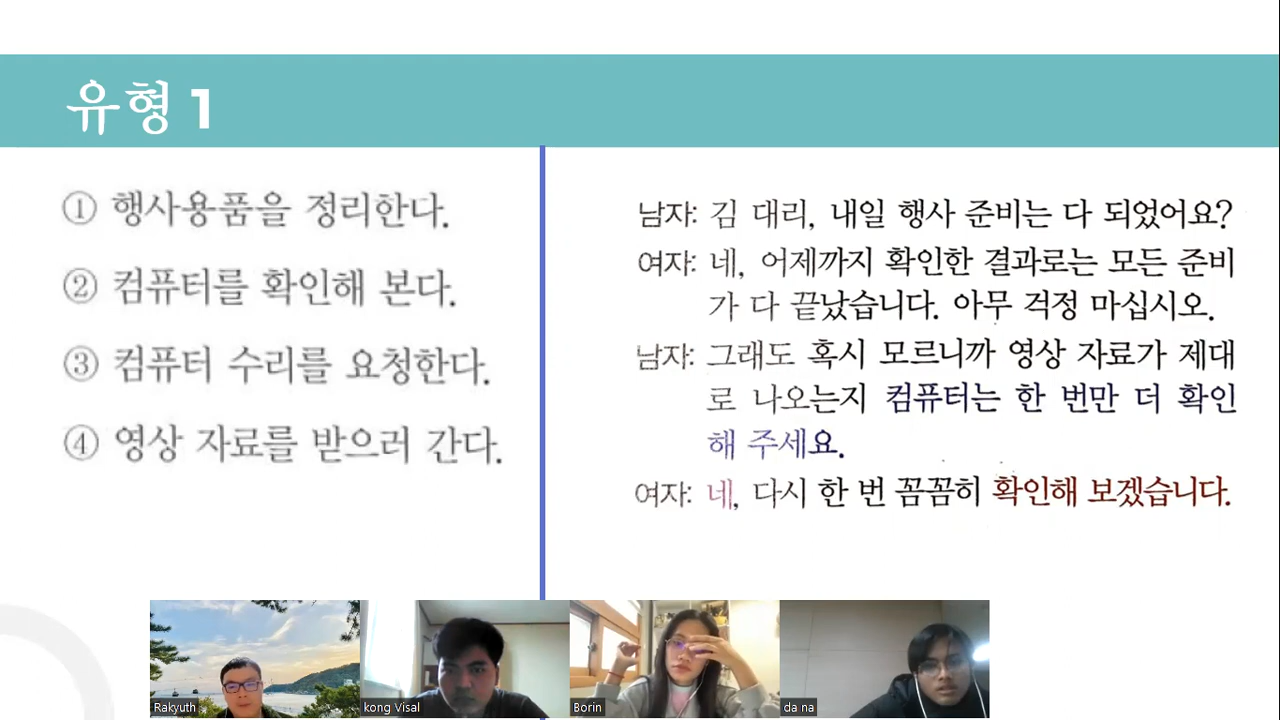 유형 1
① 행사용품을 정리한다.
② 컴퓨터를 확인해 본다.
③ 컴퓨터 수리를 요청한다.
④ 영상 자료를 받으러 간다.
남자: 김 대리, 내일 행사 준비는 다 되었어요?
여자: 네, 어제까지 확인한 결과로는 모든 준비
가 다 끝났습니다. 아무 걱정 마십시오.
남자: 그래도 혹시 모르니까 영상 자료가 제대
로 나오는지 컴퓨터는 한 번만 더 확인
해 주세요.
여자: 네, 다시 한 번 꼼꼼히 확인해 보겠습니다.
Rakyuth
kong Visal
Borin
da na